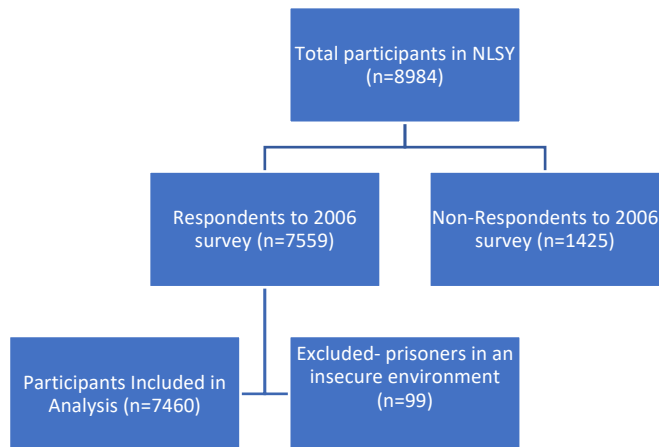 Total participants in NLSY
(n=8984)
Respondents to 2006
survey (n=7559)
Non-Respondents to 2006
survey (n=1425)
Participants Included in
Analysis (n=7460)
Excluded- prisoners in an
insecure environment
(n=99)